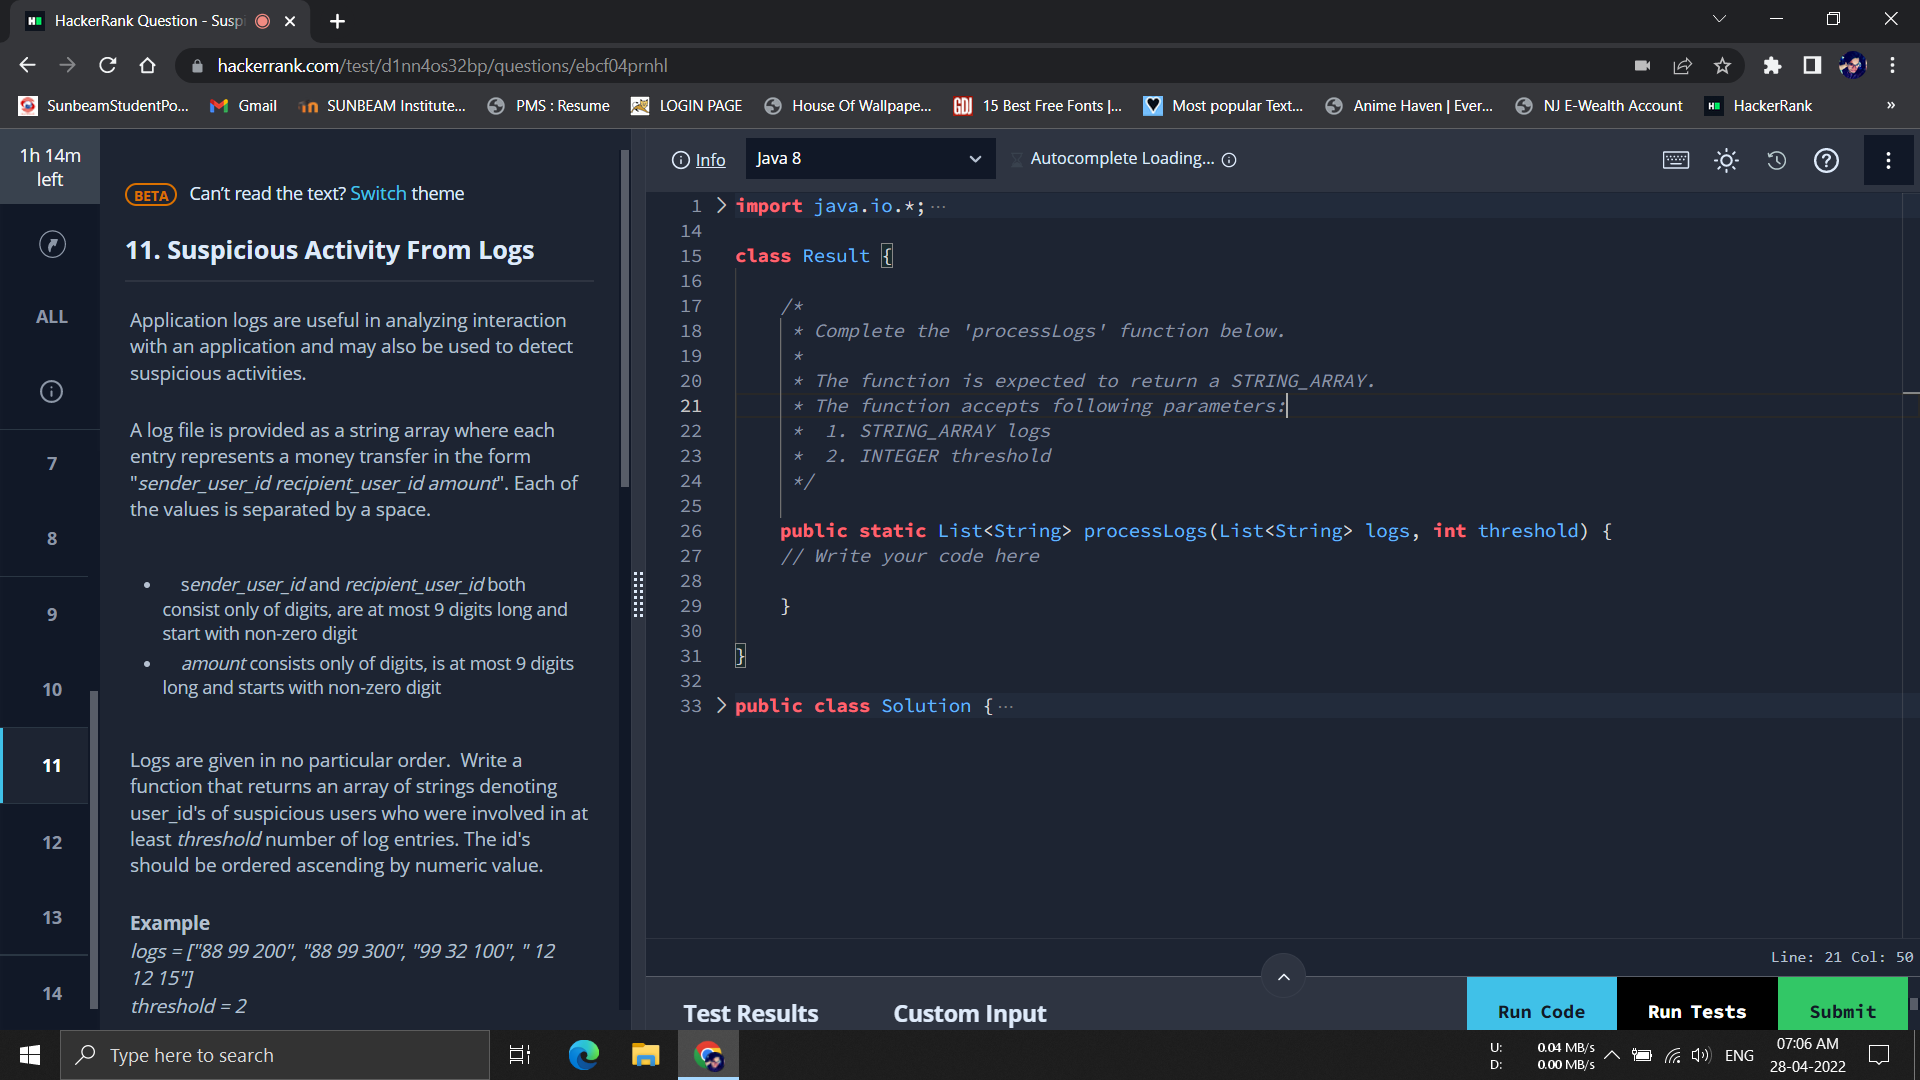 HackerRank Question - Susp
hackerrank.com/test/d1nn4os32bp/questions/ebcf04prnhl
SunbeamStudentPo...
Gmail
SUNBEAM Institute...
PMS : Resume
LOGIN PAGE
House Of Wallpape...
15 Best Free Fonts |...
Most popular Text...
Anime Haven | Ever...
NJ E-Wealth Account
HackerRank
»
1h 14m
left
ALL
7
8
9
10
11
12
13
14
BETA Can't read the text? Switch theme
11. Suspicious Activity From Logs
Application logs are useful in analyzing interaction
with an application and may also be used to detect
suspicious activities.
A log file is provided as a string array where each
entry represents a money transfer in the form
"sender_user_id recipient_user_id amount". Each of
the values is separated by a space.
• sender_user_id and recipient_user_id both
consist only of digits, are at most 9 digits long and
start with non-zero digit
• amount consists only of digits, is at most 9 digits
long and starts with non-zero digit
Logs are given in no particular order.  Write a
function that returns an array of strings denoting
user_id's of suspicious users who were involved in at
least threshold number of log entries. The id's
should be ordered ascending by numeric value.
Example
logs = ["88 99 200", "88 99 300", "99 32 100", " 12
12 15"]
threshold = 2
Info
Java 8
Autocomplete Loading...
1 import java.io.*; ...
14
15 class Result {
16
17 /*
18 * Complete the 'processLogs' function below.
19 *
20 * The function is expected to return a STRING_ARRAY.
21 * The function accepts following parameters:
22 *  1. STRING_ARRAY logs
23 *  2. INTEGER threshold
24 */
25
26 public static List<String> processLogs(List<String> logs, int threshold) {
27 // Write your code here
28
29 }
30
31 }
32
33 public class Solution { ...
Line: 21 Col: 50
Test Results
Custom Input
Run Code
Run Tests
Submit
Type here to search
U: 0.04 MB/s
D: 0.00 MB/s
ENG
07:06 AM
28-04-2022